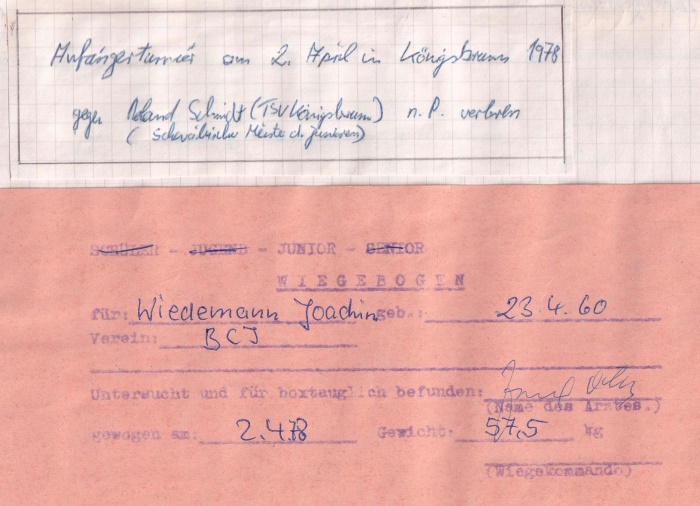 Anfängerturnier am 2. April in Königsbrunn 1978
gegen Roland Schmidt (TSV Königsbrunn) n. P. verloren
(Schwäbische Meister d. Junioren)
SCHÜLER - JUGEND - JUNIOR - SENIOR
WIEGEBOGEN
für: Wiedemann Joachim geb.: 23.4.60
Verein: BCJ
Untersucht und für boxtauglich befunden:
(Name des Arztes.)
gewogen am: 2.4.78 Gewicht: 57,5 kg
(Wiegekommando)